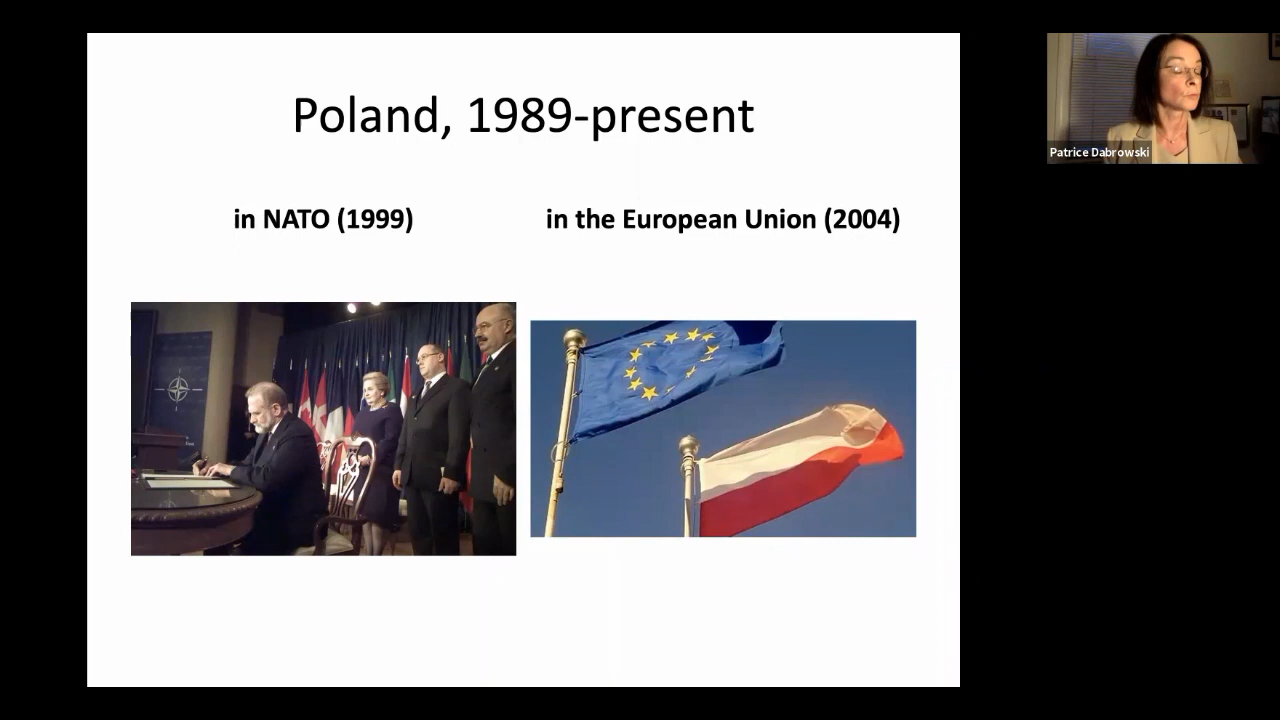 Poland, 1989-present
in NATO (1999)
in the European Union (2004)
Patrice Dabrowski